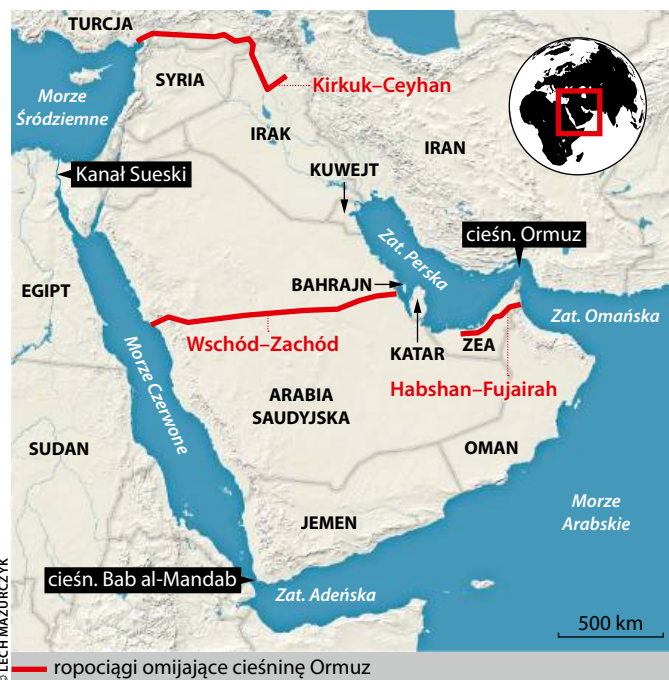 TURCJA
SYRIA
Kirkuk–Ceyhan
Morze
Śródziemne
IRAK
IRAN
KUWEJT
Kanał Sueski
cieśn. Ormuz
Zat. Perska
EGIPT
BAHRAJN
Zat. Omańska
Wschód–Zachód
KATAR
ZEA
Habshan–Fujairah
Morze Czerwone
ARABIA
SAUDYJSKA
SUDAN
OMAN
JEMEN
Morze
Arabskie
cieśn. Bab al-Mandab
Zat. Adeńska
500 km
© LECH MAZURCZYK
ropociągi omijające cieśninę Ormuz